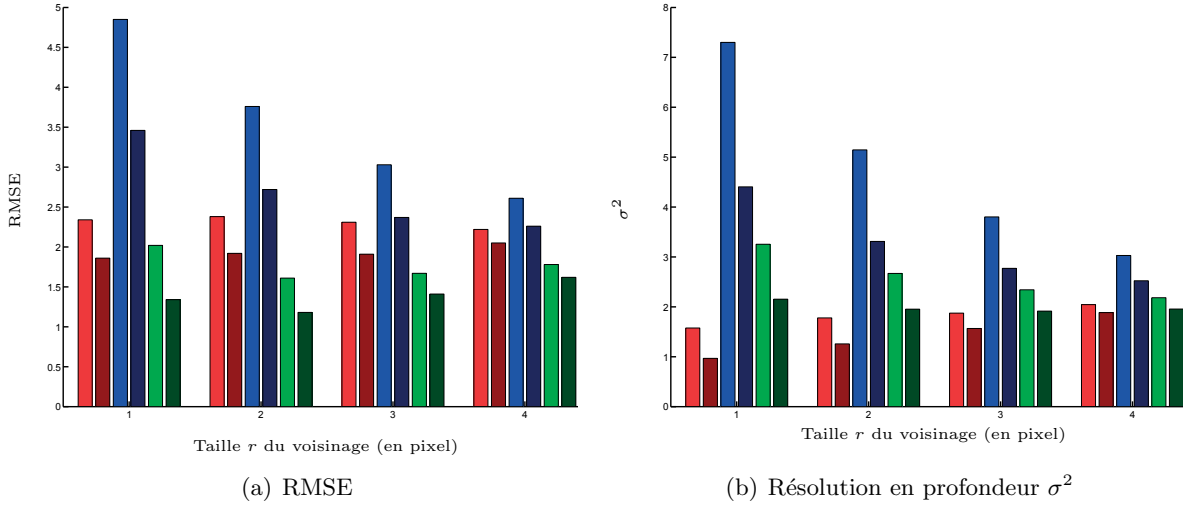 5
4.5
4
3.5
3
2.5
2
1.5
1
0.5
0
RMSE
1 2 3 4
Taille r du voisinage (en pixel)
(a) RMSE
8
7
6
5
4
3
2
1
0
σ²
1 2 3 4
Taille r du voisinage (en pixel)
(b) Résolution en profondeur σ²